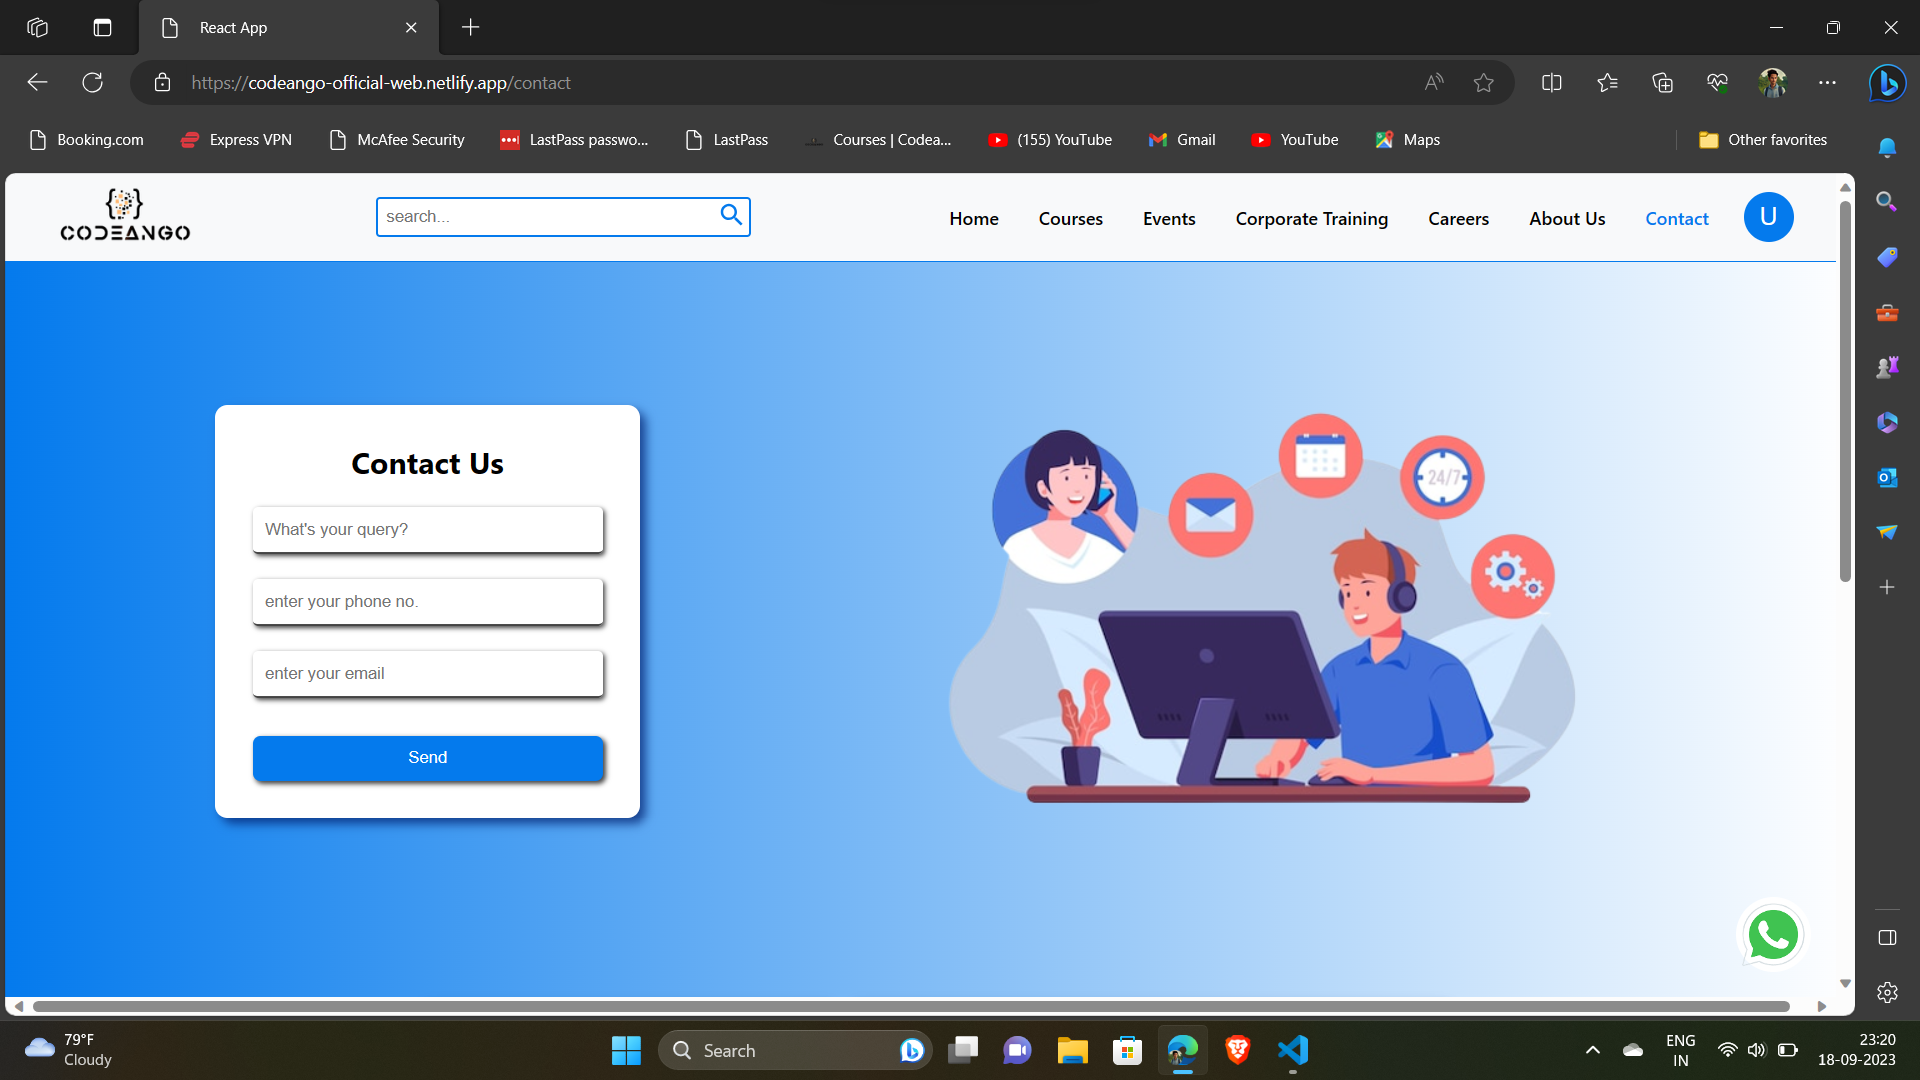 React App
https://codeango-official-web.netlify.app/contact
Booking.com
Express VPN
McAfee Security
LastPass passwo...
LastPass
Courses | Codea...
(155) YouTube
Gmail
YouTube
Maps
Other favorites
CODEANGO
search...
Home
Courses
Events
Corporate Training
Careers
About Us
Contact
U
Contact Us
What's your query?
enter your phone no.
enter your email
Send
24/7
79°F
Cloudy
Search
ENG
IN
23:20
18-09-2023